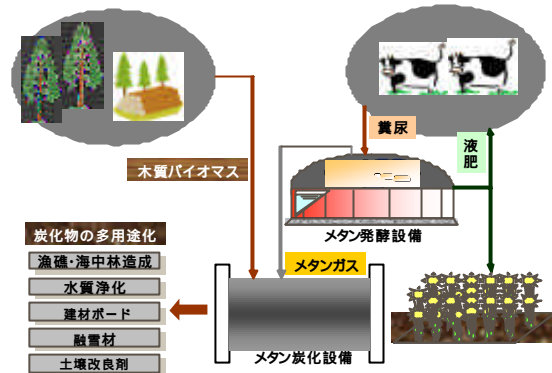 糞尿
液
肥
木質バイオマス
メタン発酵設備
炭化物の多用途化
メタンガス
漁礁・海中林造成
水質浄化
建材ボード
融雪材
土壌改良剤
メタン炭化設備